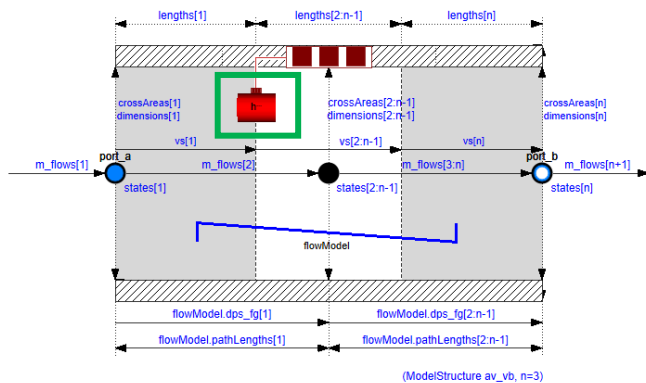 lengths[1] lengths[2:n-1] lengths[n]
h
crossAreas[1] crossAreas[2:n-1] crossAreas[n]
dimensions[1] dimensions[2:n-1] dimensions[n]
vs[1] vs[2:n-1] vs[n]
port_a port_b
m_flows[1] m_flows[2] m_flows[3:n] m_flows[n+1]
states[1] states[2:n-1] states[n]
flowModel
flowModel.dps_fg[1] flowModel.dps_fg[2:n-1]
flowModel.pathLengths[1] flowModel.pathLengths[2:n-1]
(ModelStructure av_vb, n=3)